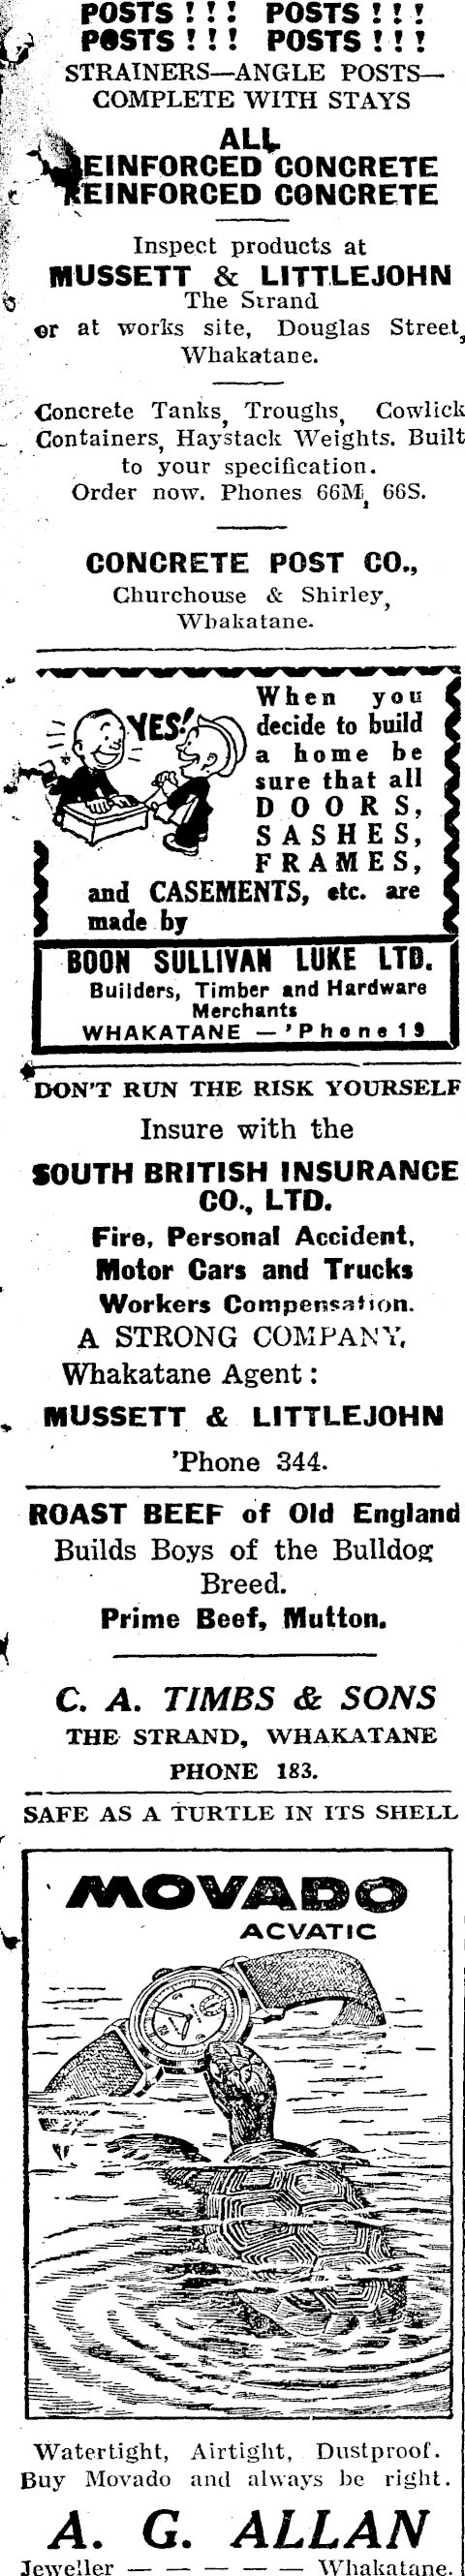 POSTS ! ! ! POSTS ! ! !
POSTS ! ! ! POSTS ! ! !
STRAINERS—ANGLE POSTS—
COMPLETE WITH STAYS
ALL
REINFORCED CONCRETE
REINFORCED CONCRETE
Inspect products at
MUSSETT & LITTLEJOHN
The Strand
or at works site, Douglas Street,
Whakatane.
Concrete Tanks, Troughs, Cowlick
Containers, Haystack Weights. Built
to your specification.
Order now. Phones 66M, 66S.
CONCRETE POST CO.,
Churchouse & Shirley,
Whakatane.
YES!
When you
decide to build
a home be
sure that all
DOORS,
SASHES,
FRAMES,
and CASEMENTS, etc. are
made by
BOON SULLIVAN LUKE LTD.
Builders, Timber and Hardware
Merchants
WHAKATANE — 'Phone 19
DON'T RUN THE RISK YOURSELF
Insure with the
SOUTH BRITISH INSURANCE
CO., LTD.
Fire, Personal Accident,
Motor Cars and Trucks
Workers Compensation.
A STRONG COMPANY,
Whakatane Agent :
MUSSETT & LITTLEJOHN
'Phone 344.
ROAST BEEF of Old England
Builds Boys of the Bulldog
Breed.
Prime Beef, Mutton.
C. A. TIMBS & SONS
THE STRAND, WHAKATANE
PHONE 183.
SAFE AS A TURTLE IN ITS SHELL
MOVADO
ACVATIC
Watertight, Airtight, Dustproof.
Buy Movado and always be right.
A. G. ALLAN
Jeweller — — — — — Whakatane.